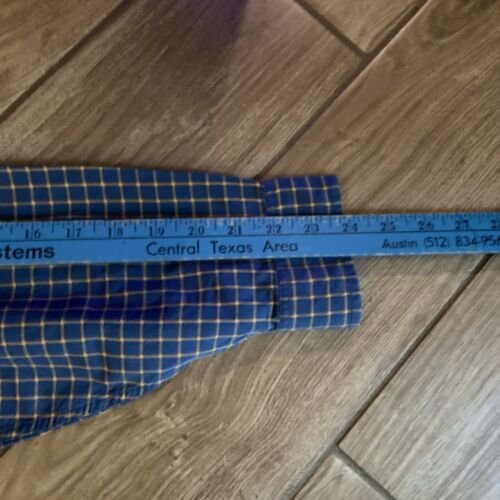 16 17 18 19 20 21 22 23 24 25 26 27
stems Central Texas Area Austin (512) 834-95